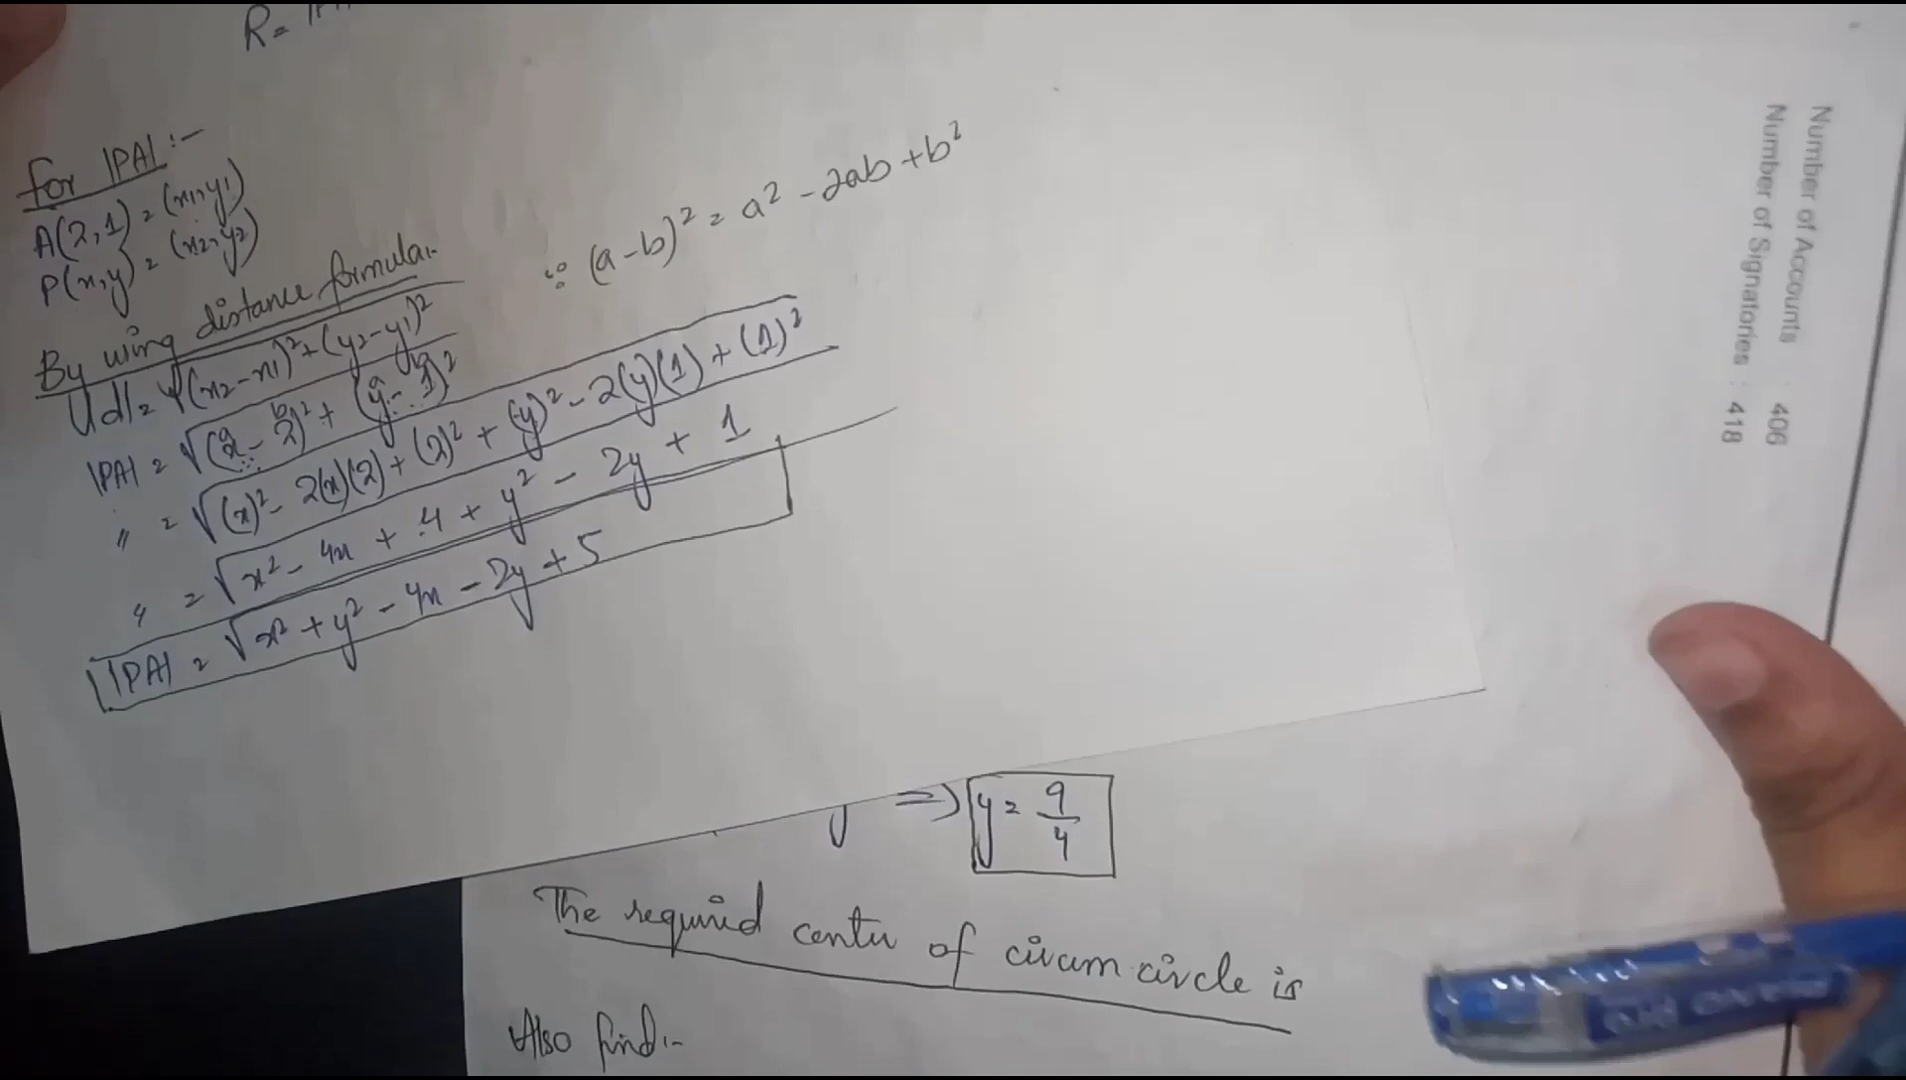 R =
for |PA| :-
A(2,1) = (x1,y1)
P(x,y) = (x2,y2)
By using distance formula:-
|d| = √(x2-x1)²+(y2-y1)²
∵ (a-b)² = a² - 2ab + b²
|PA| = √(x - 2)² + (y - 1)²
" = √(x)² - 2(x)(2) + (2)² + (y)² - 2(y)(1) + (1)²
" = √x² - 4x + 4 + y² - 2y + 1
|PA| = √x² + y² - 4x - 2y + 5
=> y = 9/4
The required center of circum circle is
Also find:-
Number of Accounts : 406
Number of Signatories : 418